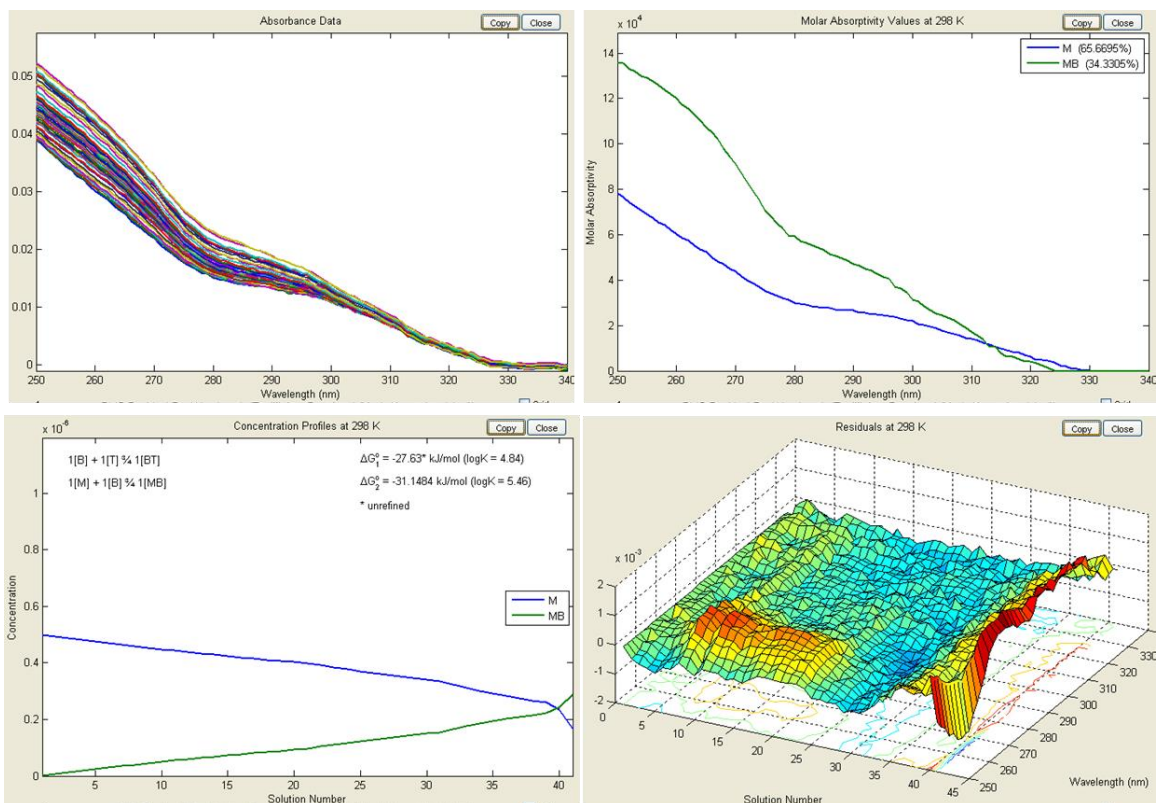 Absorbance Data
Copy
Close
0.05
0.04
0.03
0.02
0.01
0
250 260 270 280 290 300 310 320 330 340
Wavelength (nm)
Molar Absorptivity Values at 298 K
Copy
Close
x 10⁴
14
12
10
8
6
4
2
0
Molar Absorptivity
M (65.6695%)
MB (34.3305%)
250 260 270 280 290 300 310 320 330 340
Wavelength (nm)
Concentration Profiles at 298 K
Copy
Close
x 10⁻⁶
1[B] + 1[T] ¾ 1[BT]
1[M] + 1[B] ¾ 1[MB]
ΔG₁⁰ = -27.63* kJ/mol (logK = 4.84)
ΔG₂⁰ = -31.1484 kJ/mol (logK = 5.46)
* unrefined
1
0.8
0.6
0.4
0.2
0
Concentration
M
MB
5 10 15 20 25 30 35 40
Solution Number
Residuals at 298 K
Copy
Close
x 10⁻³
2
1
0
-1
-2
0 5 10 15 20 25 30 35 40 45
Solution Number
250 260 270 280 290 300 310 320 330
Wavelength (nm)